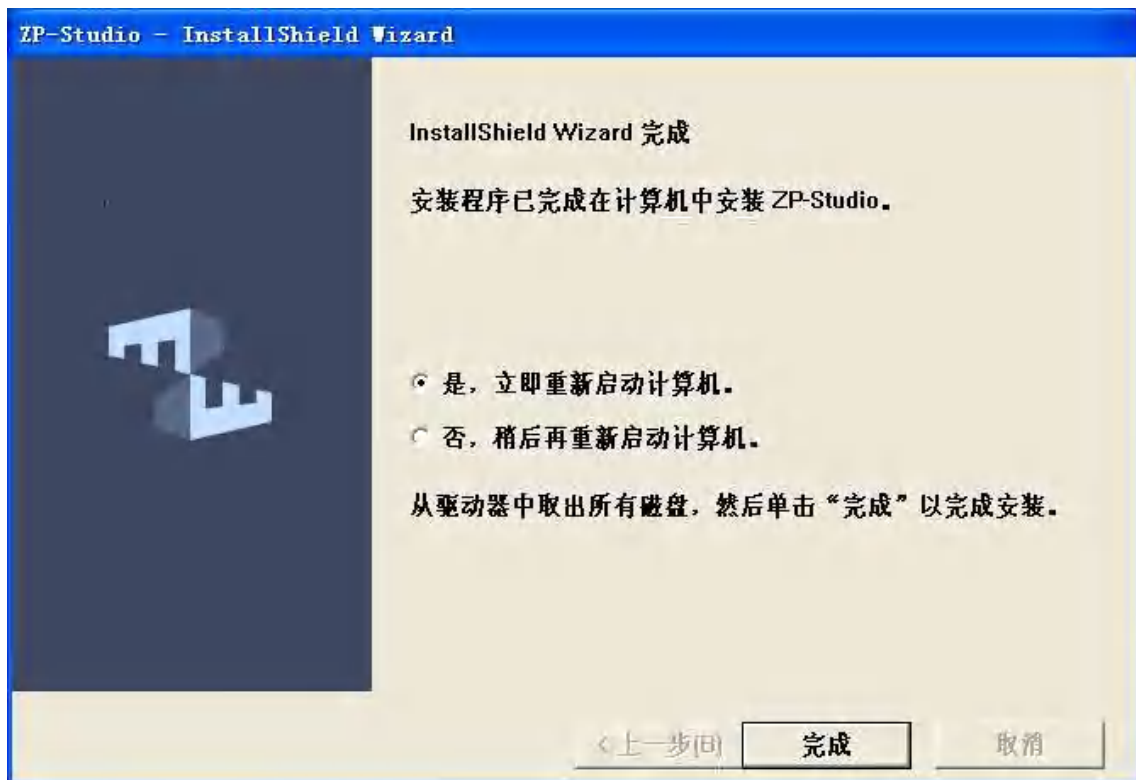 ZP-Studio - InstallShield Wizard
InstallShield Wizard 完成
安装程序已完成在计算机中安装 ZP-Studio。
是，立即重新启动计算机。
否，稍后再重新启动计算机。
从驱动器中取出所有磁盘，然后单击“完成”以完成安装。
<上一步(B) 完成 取消